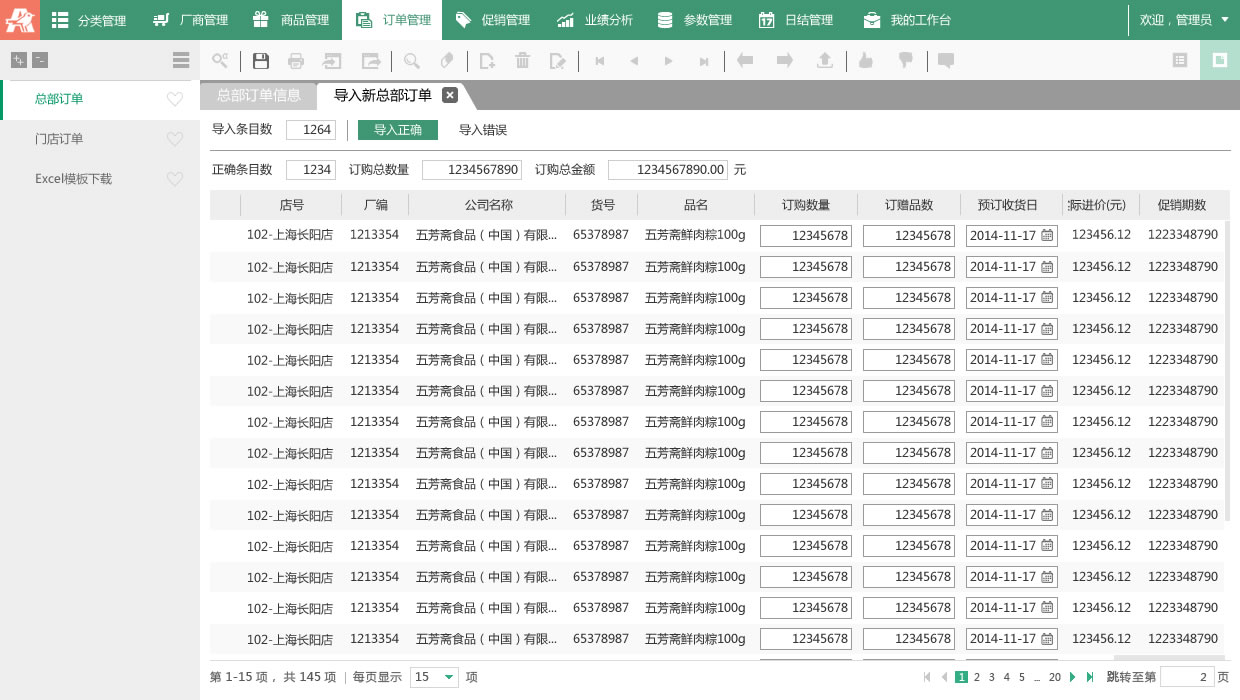 分类管理 厂商管理 商品管理 订单管理 促销管理 业绩分析 参数管理 17 日结管理 我的工作台 欢迎，管理员
总部订单信息 导入新总部订单
总部订单
门店订单
Excel模板下载
导入条目数 1264 导入正确 导入错误
正确条目数 1234 订购总数量 1234567890 订购总金额 1234567890.00 元
店号 厂编 公司名称 货号 品名 订购数量 订赠品数 预订收货日 际进价(元) 促销期数
102-上海长阳店 1213354 五芳斋食品（中国）有限... 65378987 五芳斋鲜肉粽100g 12345678 12345678 2014-11-17 123456.12 1223348790
102-上海长阳店 1213354 五芳斋食品（中国）有限... 65378987 五芳斋鲜肉粽100g 12345678 12345678 2014-11-17 123456.12 1223348790
102-上海长阳店 1213354 五芳斋食品（中国）有限... 65378987 五芳斋鲜肉粽100g 12345678 12345678 2014-11-17 123456.12 1223348790
102-上海长阳店 1213354 五芳斋食品（中国）有限... 65378987 五芳斋鲜肉粽100g 12345678 12345678 2014-11-17 123456.12 1223348790
102-上海长阳店 1213354 五芳斋食品（中国）有限... 65378987 五芳斋鲜肉粽100g 12345678 12345678 2014-11-17 123456.12 1223348790
102-上海长阳店 1213354 五芳斋食品（中国）有限... 65378987 五芳斋鲜肉粽100g 12345678 12345678 2014-11-17 123456.12 1223348790
102-上海长阳店 1213354 五芳斋食品（中国）有限... 65378987 五芳斋鲜肉粽100g 12345678 12345678 2014-11-17 123456.12 1223348790
102-上海长阳店 1213354 五芳斋食品（中国）有限... 65378987 五芳斋鲜肉粽100g 12345678 12345678 2014-11-17 123456.12 1223348790
102-上海长阳店 1213354 五芳斋食品（中国）有限... 65378987 五芳斋鲜肉粽100g 12345678 12345678 2014-11-17 123456.12 1223348790
102-上海长阳店 1213354 五芳斋食品（中国）有限... 65378987 五芳斋鲜肉粽100g 12345678 12345678 2014-11-17 123456.12 1223348790
102-上海长阳店 1213354 五芳斋食品（中国）有限... 65378987 五芳斋鲜肉粽100g 12345678 12345678 2014-11-17 123456.12 1223348790
102-上海长阳店 1213354 五芳斋食品（中国）有限... 65378987 五芳斋鲜肉粽100g 12345678 12345678 2014-11-17 123456.12 1223348790
102-上海长阳店 1213354 五芳斋食品（中国）有限... 65378987 五芳斋鲜肉粽100g 12345678 12345678 2014-11-17 123456.12 1223348790
102-上海长阳店 1213354 五芳斋食品（中国）有限... 65378987 五芳斋鲜肉粽100g 12345678 12345678 2014-11-17 123456.12 1223348790
第 1-15 项，共 145 项 | 每页显示 15 项 1 2 3 4 5 ... 20 跳转至第 2 页